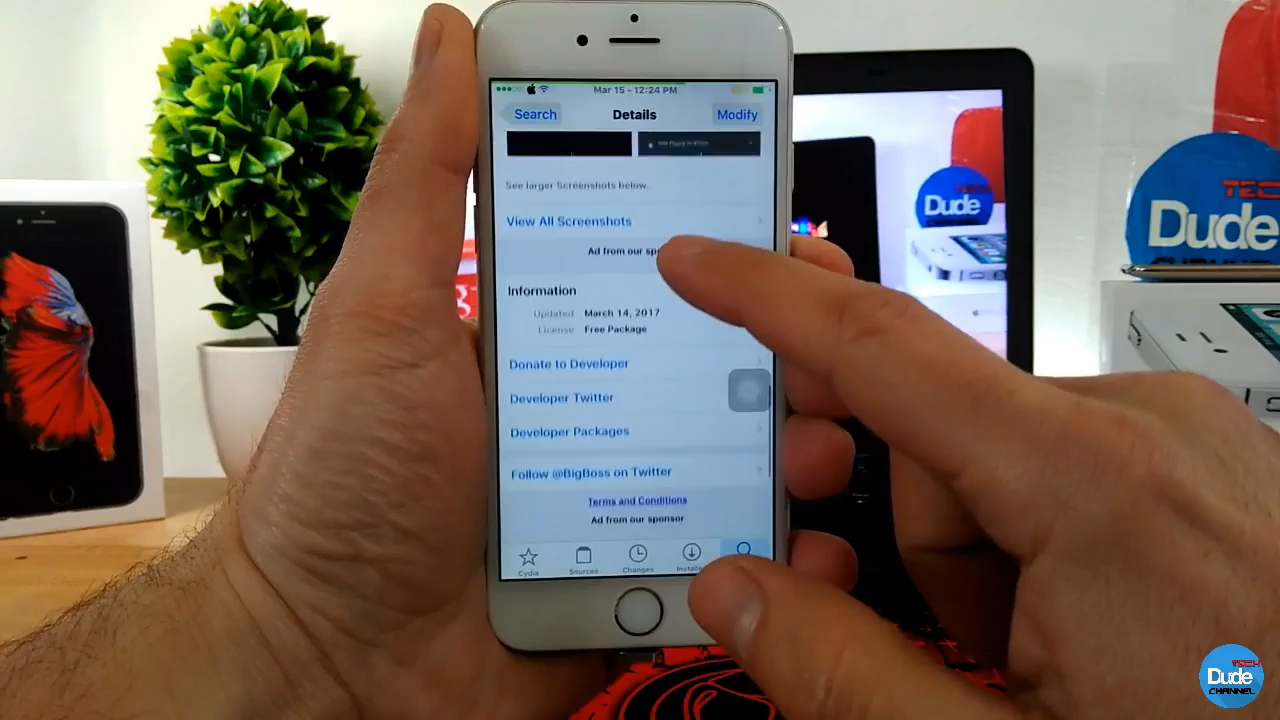 Mar 15 - 12:24 PM
Search
Details
Modify
See larger Screenshots below.
View All Screenshots
Ad from our
Information
Updated March 14, 2017
License Free Package
Donate to Developer
Developer Twitter
Developer Packages
Follow @BigBoss on Twitter
Terms and Conditions
Ad from our sponsor
Cydia
Sources
Changes
TECH
Dude
TECH
Dude
TECH
Dude
CHANNEL